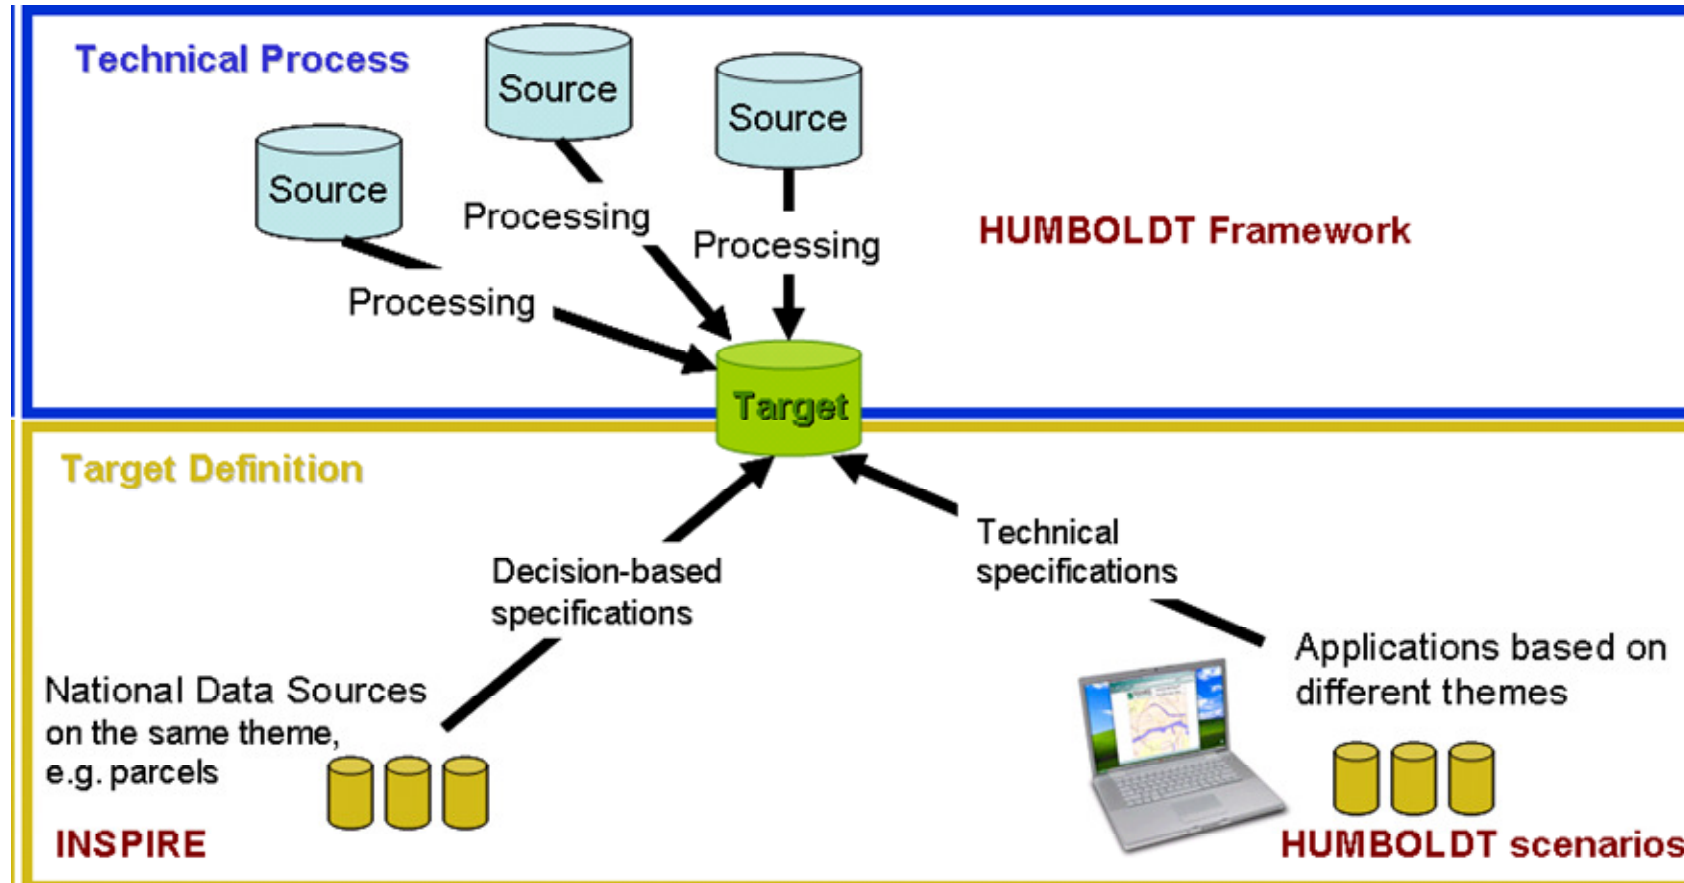 Technical Process
Source
Source
Source
Processing
Processing
Processing
HUMBOLDT Framework
Target
Target Definition
Decision-based
specifications
Technical
specifications
National Data Sources
on the same theme,
e.g. parcels
INSPIRE
Applications based on
different themes
HUMBOLDT scenarios